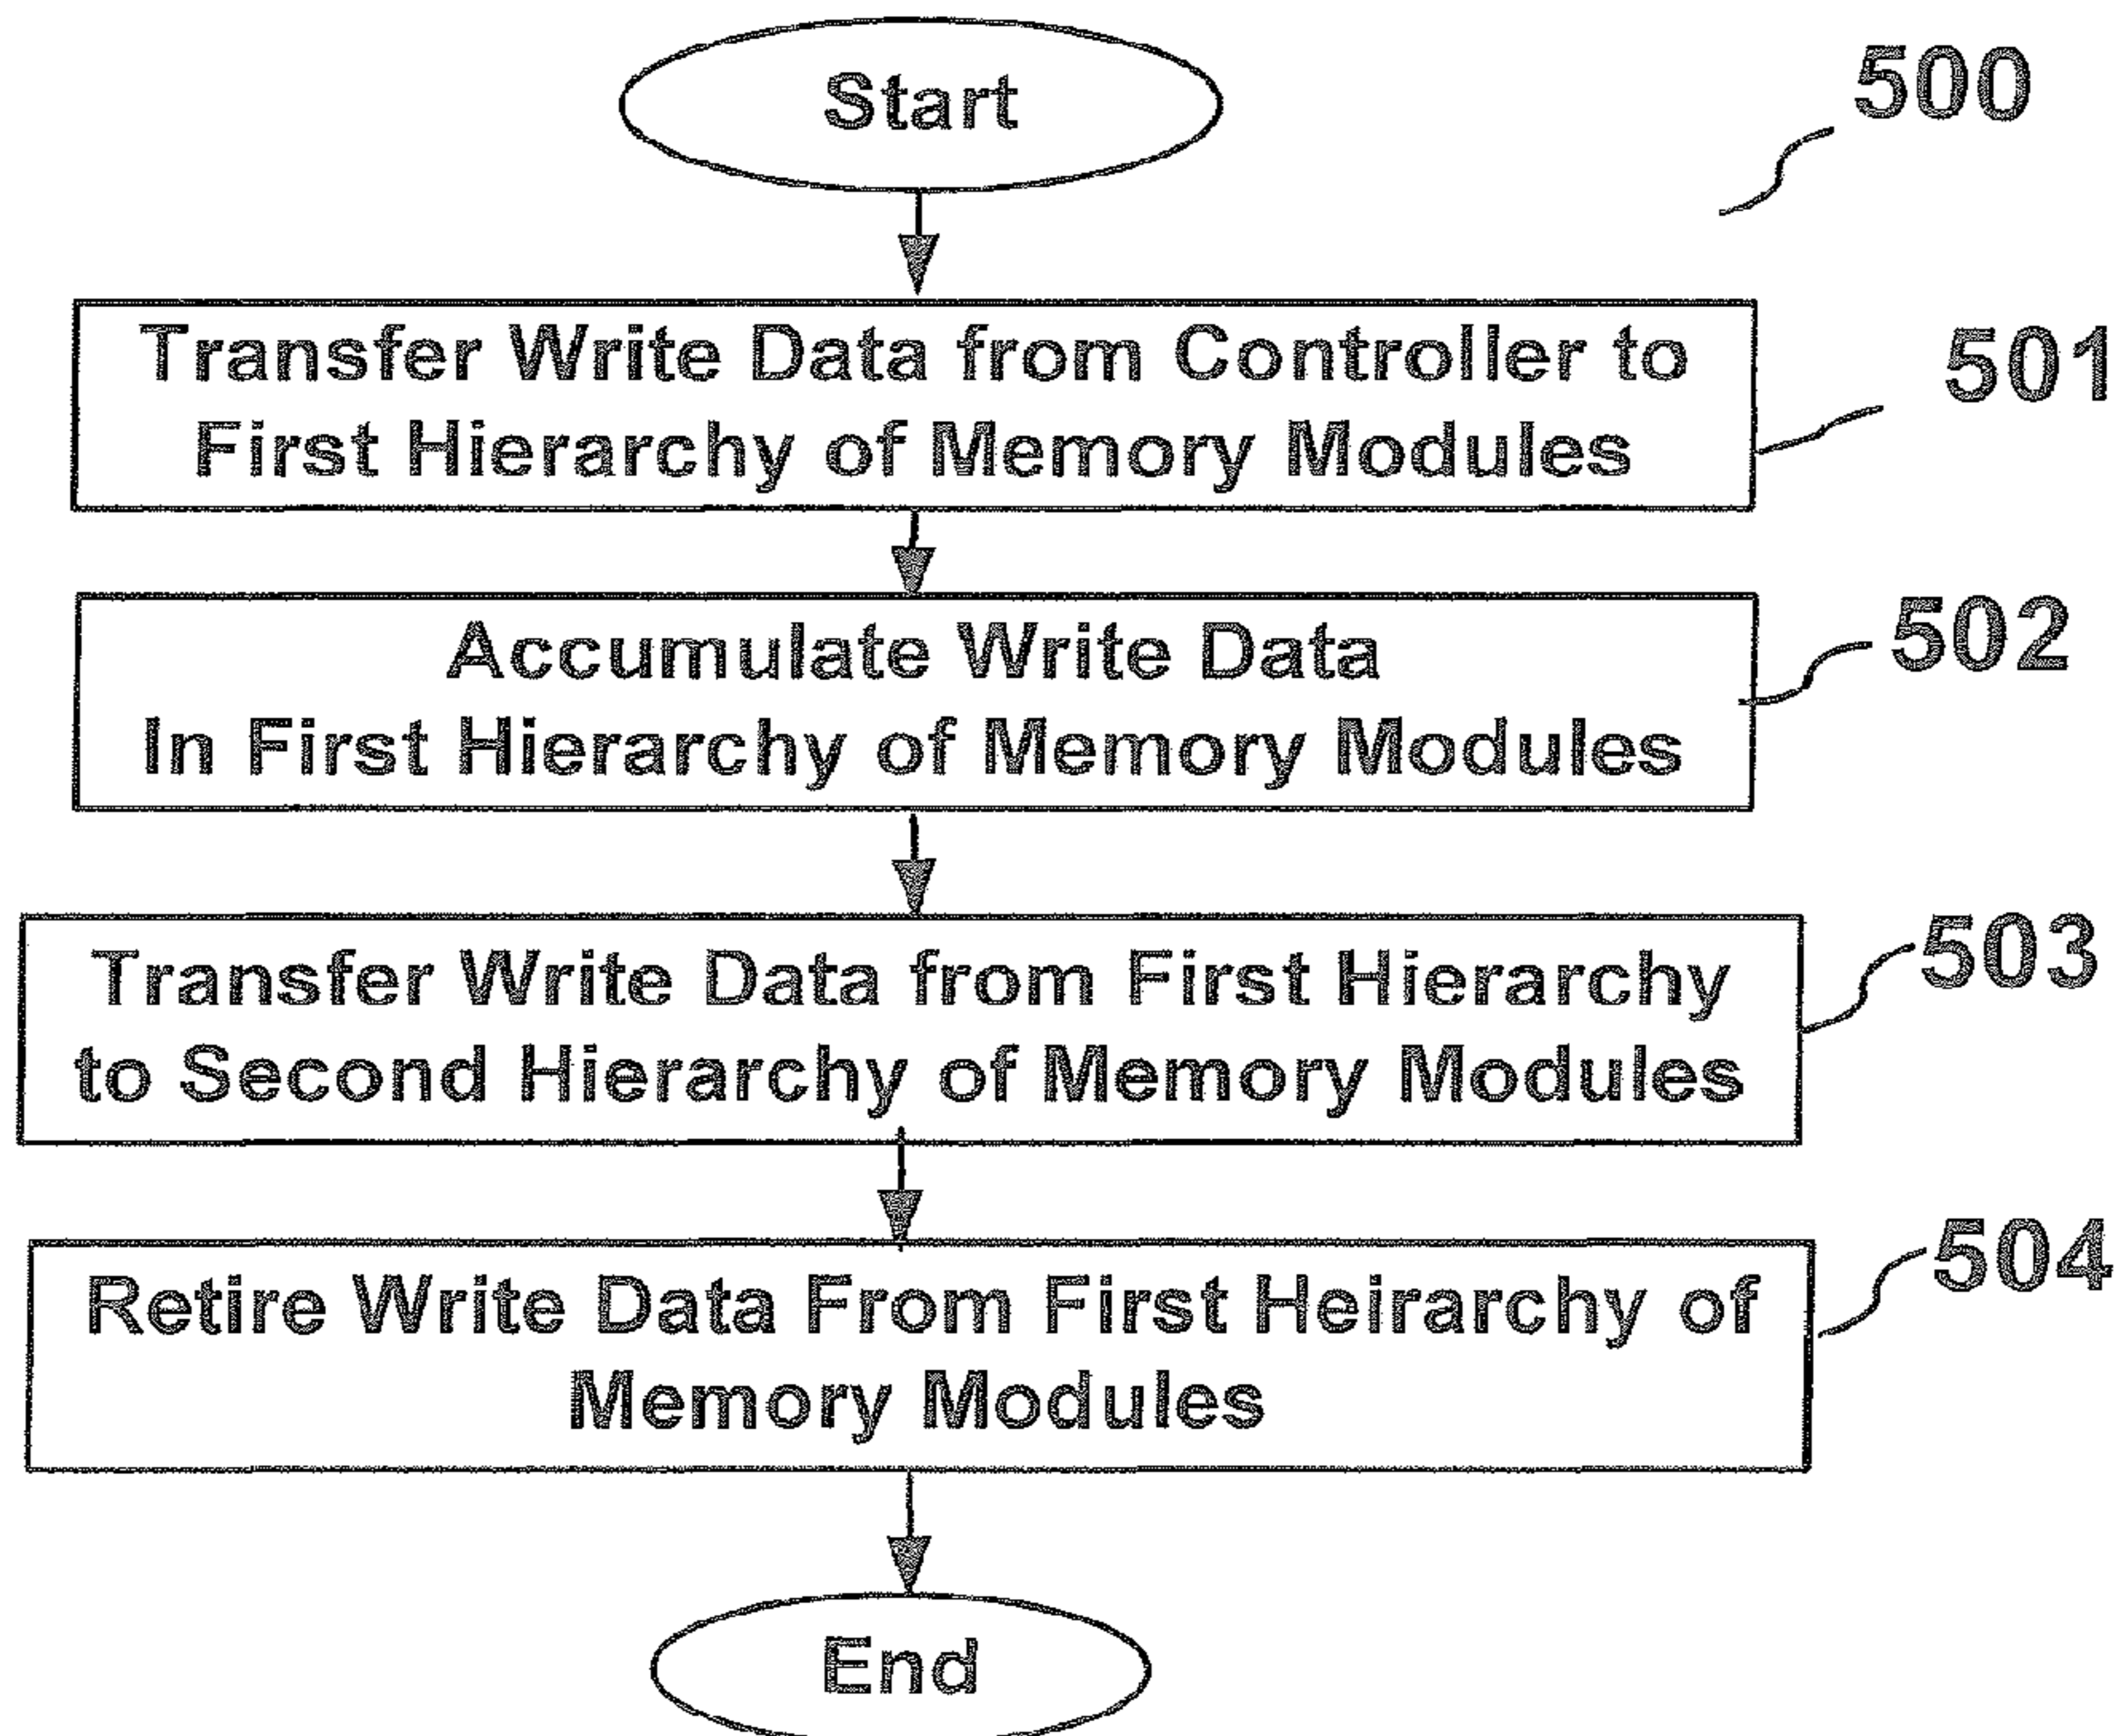 Start
500
Transfer Write Data from Controller to
First Hierarchy of Memory Modules
501
Accumulate Write Data
In First Hierarchy of Memory Modules
502
Transfer Write Data from First Hierarchy
to Second Hierarchy of Memory Modules
503
Retire Write Data From First Heirarchy of
Memory Modules
504
End